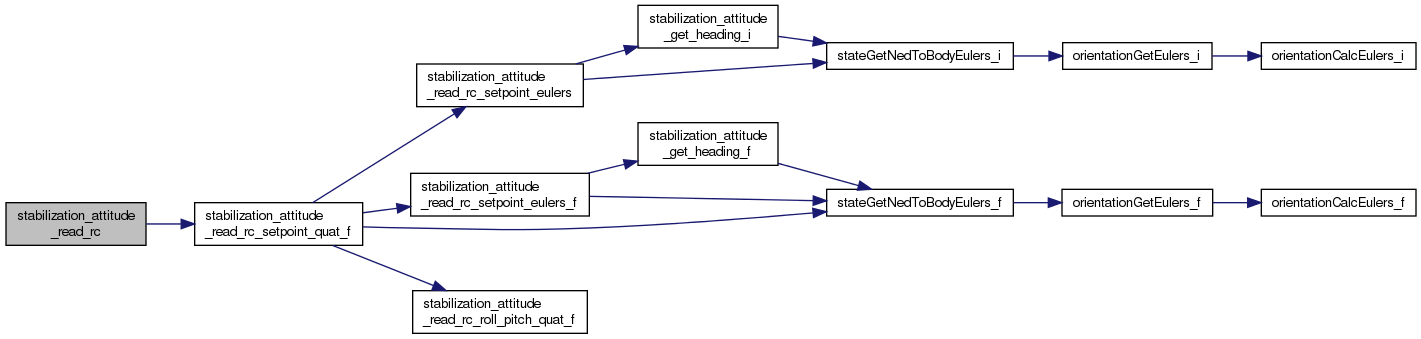 stabilization_attitude
_read_rc
stabilization_attitude
_read_rc_setpoint_quat_f
stabilization_attitude
_read_rc_setpoint_eulers
stabilization_attitude
_get_heading_i
stateGetNedToBodyEulers_i
orientationGetEulers_i
orientationCalcEulers_i
stabilization_attitude
_read_rc_setpoint_eulers_f
stabilization_attitude
_get_heading_f
stateGetNedToBodyEulers_f
orientationGetEulers_f
orientationCalcEulers_f
stabilization_attitude
_read_rc_roll_pitch_quat_f